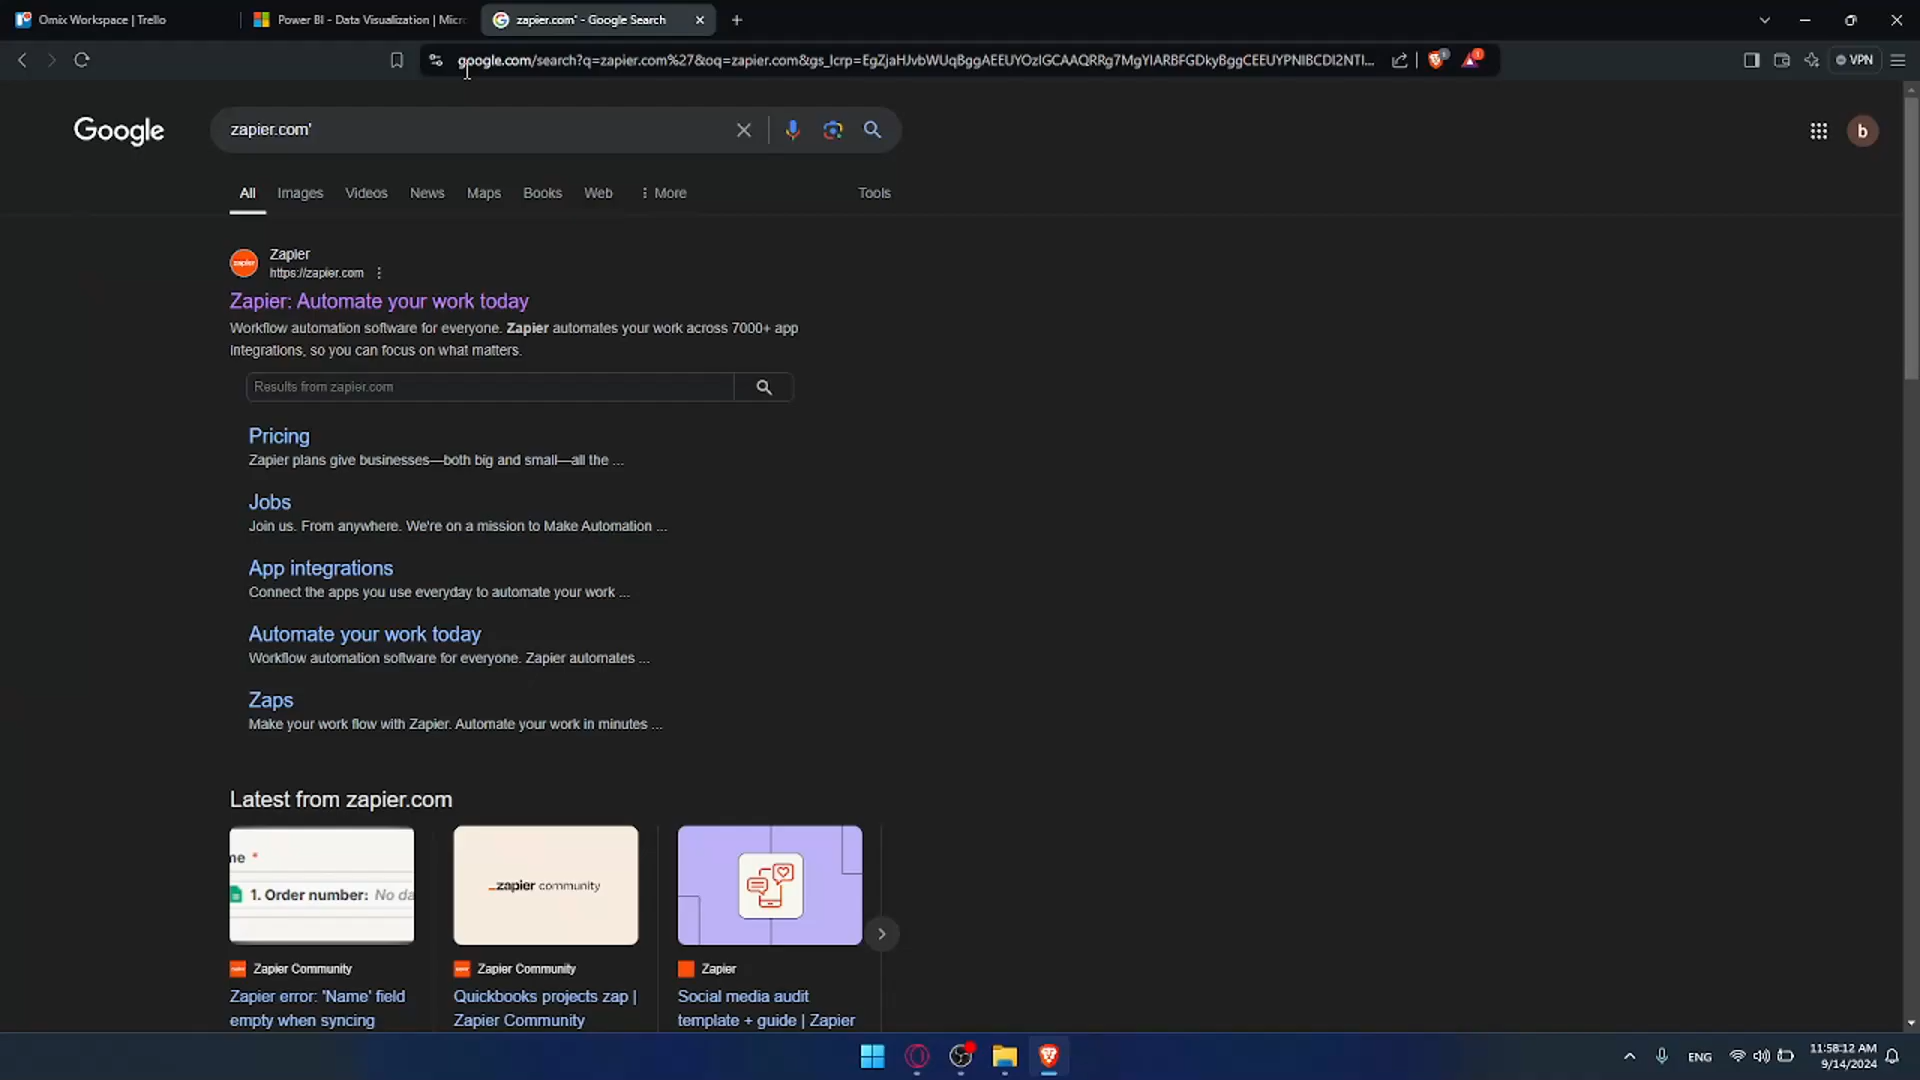 Omix Workspace | Trello
Power BI - Data Visualization | Micr
zapier.com' - Google Search
google.com/search?q=zapier.com%27&oq=zapier.com&gs_lcrp=EgZjaHJvbWUqBggAEEUYOzIGCAAQRRg7MgYIARBFGDkyBggCEEUYPNIBCDI2NTI...
VPN
Google
zapier.com'
b
All Images Videos News Maps Books Web More Tools
zapier
Zapier
https://zapier.com
Zapier: Automate your work today
Workflow automation software for everyone. Zapier automates your work across 7000+ app
integrations, so you can focus on what matters.
Results from zapier.com
Pricing
Zapier plans give businesses—both big and small—all the ...
Jobs
Join us. From anywhere. We're on a mission to Make Automation ...
App integrations
Connect the apps you use everyday to automate your work ...
Automate your work today
Workflow automation software for everyone. Zapier automates ...
Zaps
Make your work flow with Zapier. Automate your work in minutes ...
Latest from zapier.com
me *
1. Order number: No da
_zapier community
Zapier Community
Zapier error: 'Name' field
empty when syncing
Zapier Community
Quickbooks projects zap |
Zapier Community
Zapier
Social media audit
template + guide | Zapier
ENG
11:58:12 AM
9/14/2024